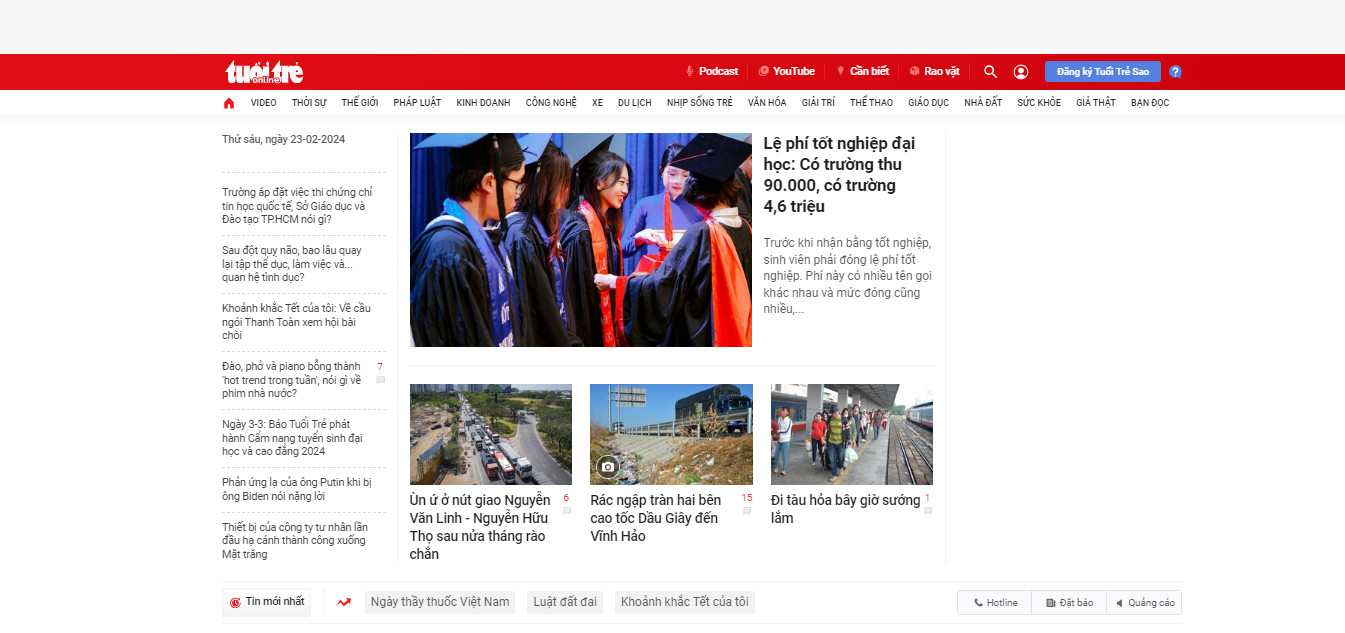 tuổi trẻ
online
Podcast YouTube Cần biết Rao vặt Đăng ký Tuổi Trẻ Sao ?
VIDEO THỜI SỰ THẾ GIỚI PHÁP LUẬT KINH DOANH CÔNG NGHỆ XE DU LỊCH NHỊP SỐNG TRẺ VĂN HÓA GIẢI TRÍ THỂ THAO GIÁO DỤC NHÀ ĐẤT SỨC KHỎE GIẢ THẬT BẠN ĐỌC
Thứ sáu, ngày 23-02-2024
Trường áp đặt việc thi chứng chỉ
tin học quốc tế, Sở Giáo dục và
Đào tạo TP.HCM nói gì?
Sau đột quỵ não, bao lâu quay
lại tập thể dục, làm việc và...
quan hệ tình dục?
Khoảnh khắc Tết của tôi: Về cầu
ngói Thanh Toàn xem hội bài
chòi
Đào, phở và piano bỗng thành 7
'hot trend trong tuần', nói gì về
phim nhà nước?
Ngày 3-3: Báo Tuổi Trẻ phát
hành Cẩm nang tuyển sinh đại
học và cao đẳng 2024
Phản ứng lạ của ông Putin khi bị
ông Biden nói nặng lời
Thiết bị của công ty tư nhân lần
đầu hạ cánh thành công xuống
Mặt trăng
Lệ phí tốt nghiệp đại
học: Có trường thu
90.000, có trường
4,6 triệu
Trước khi nhận bằng tốt nghiệp,
sinh viên phải đóng lệ phí tốt
nghiệp. Phí này có nhiều tên gọi
khác nhau và mức đóng cũng
nhiều,...
Ùn ứ ở nút giao Nguyễn 6
Văn Linh - Nguyễn Hữu
Thọ sau nửa tháng rào
chắn
Rác ngập tràn hai bên 15
cao tốc Dầu Giây đến
Vĩnh Hảo
Đi tàu hỏa bây giờ sướng 1
lắm
Tin mới nhất Ngày thầy thuốc Việt Nam Luật đất đai Khoảnh khắc Tết của tôi Hotline Đặt báo Quảng cáo